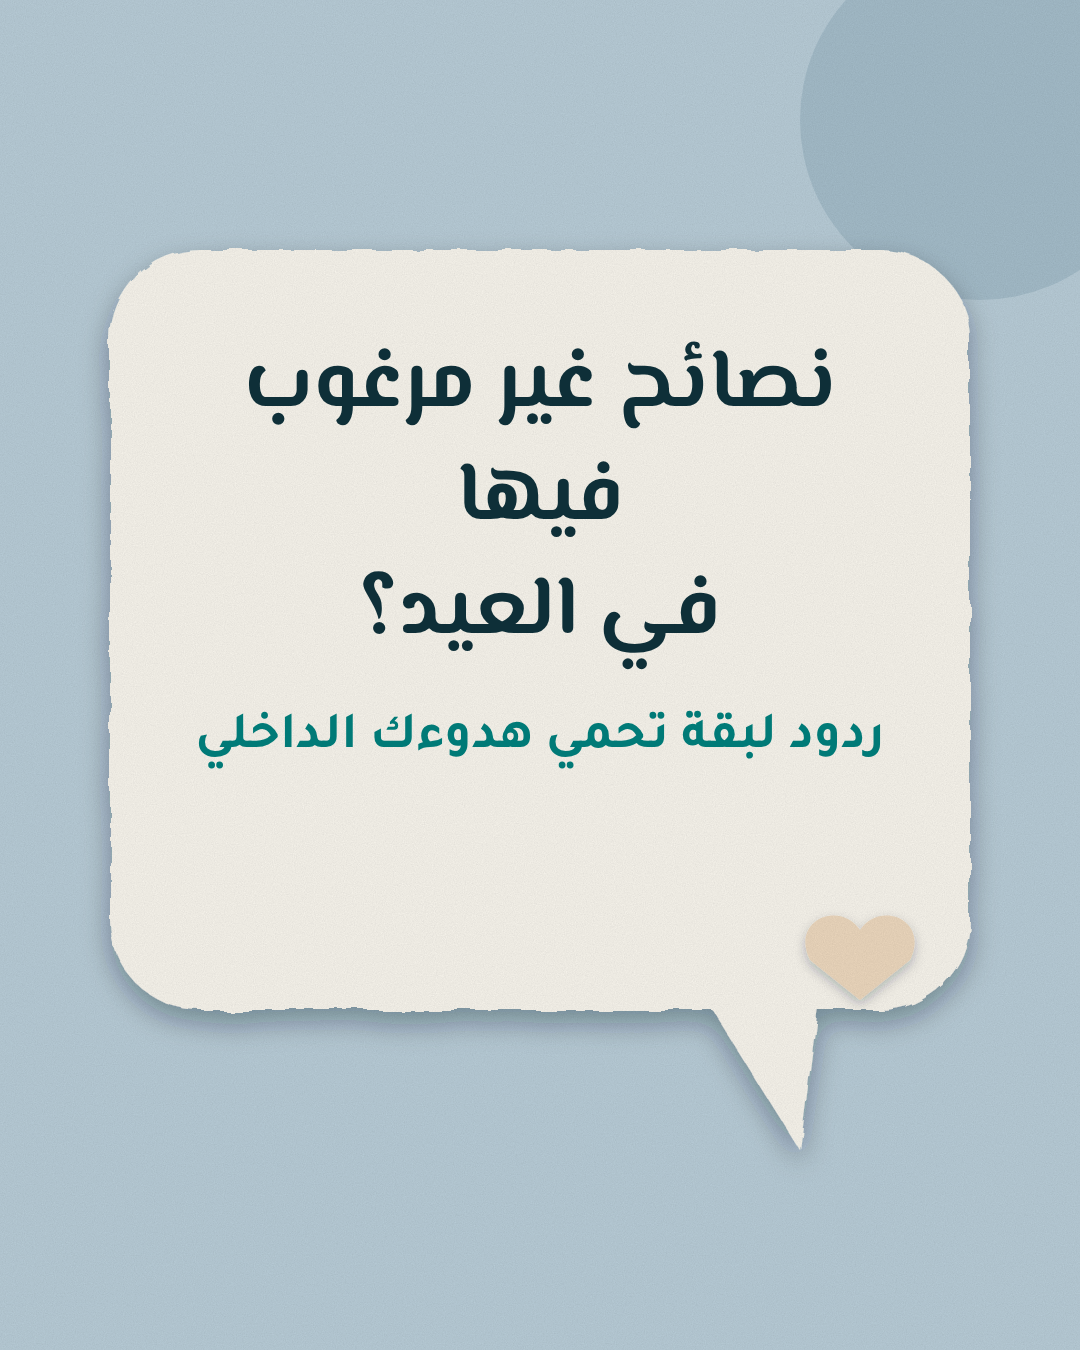 نصائح غير مرغوب
فيها
في العيد؟
ردود لبقة تحمي هدوءك الداخلي